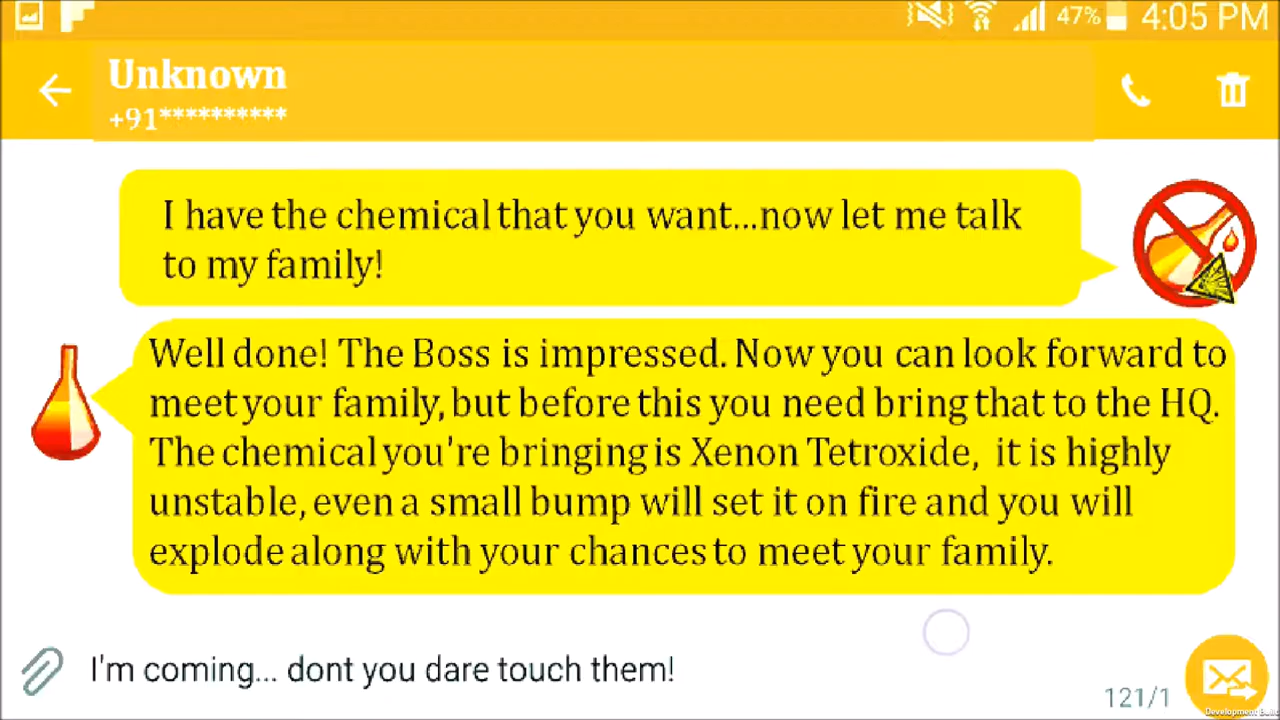 47% 4:05 PM
Unknown
+91**********
I have the chemical that you want...now let me talk
to my family!
Well done! The Boss is impressed. Now you can look forward to
meet your family, but before this you need bring that to the HQ.
The chemical you're bringing is Xenon Tetroxide, it is highly
unstable, even a small bump will set it on fire and you will
explode along with your chances to meet your family.
I'm coming... dont you dare touch them!
121/1
Development Build